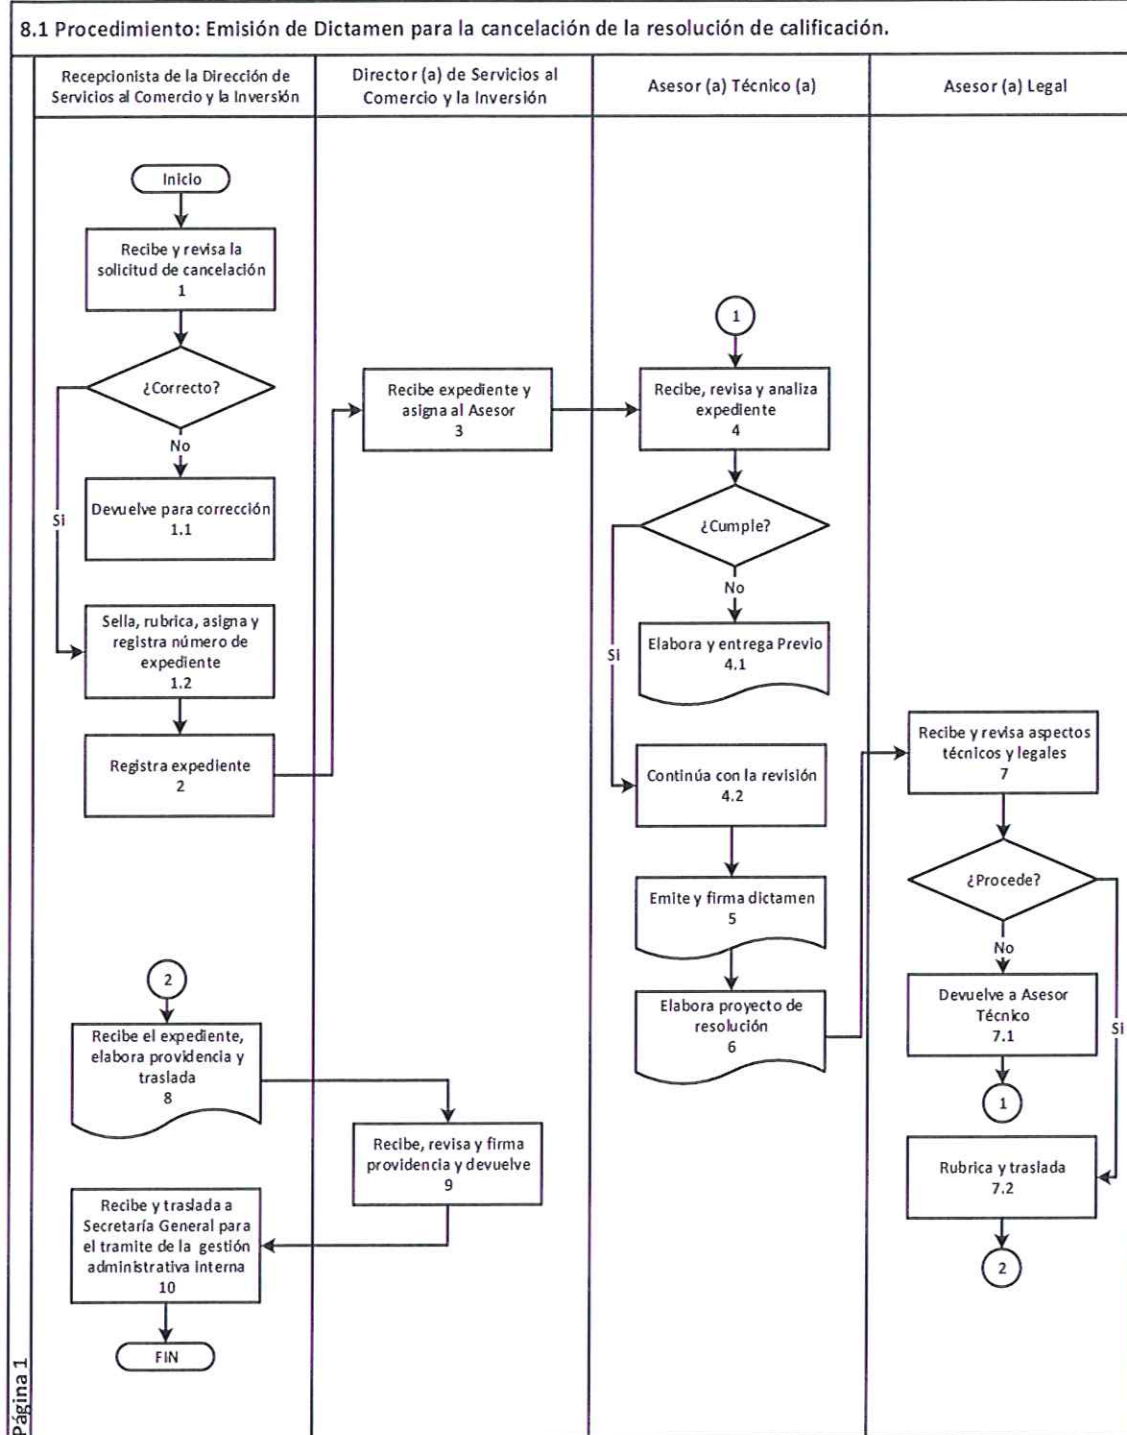 8.1 Procedimiento: Emisión de Dictamen para la cancelación de la resolución de calificación.
Recepcionista de la Dirección de
Servicios al Comercio y la Inversión
Director (a) de Servicios al
Comercio y la Inversión
Asesor (a) Técnico (a)
Asesor (a) Legal
Inicio
Recibe y revisa la
solicitud de cancelación
1
¿Correcto?
No
Si
Devuelve para corrección
1.1
Sella, rubrica, asigna y
registra número de
expediente
1.2
Registra expediente
2
Recibe expediente y
asigna al Asesor
3
1
Recibe, revisa y analiza
expediente
4
¿Cumple?
No
Si
Elabora y entrega Previo
4.1
Continúa con la revisión
4.2
Emite y firma dictamen
5
Elabora proyecto de
resolución
6
Recibe y revisa aspectos
técnicos y legales
7
¿Procede?
No
Si
Devuelve a Asesor
Técnico
7.1
1
Rubrica y traslada
7.2
2
2
Recibe el expediente,
elabora providencia y
traslada
8
Recibe, revisa y firma
providencia y devuelve
9
Recibe y traslada a
Secretaría General para
el tramite de la gestión
administrativa interna
10
FIN
Página 1